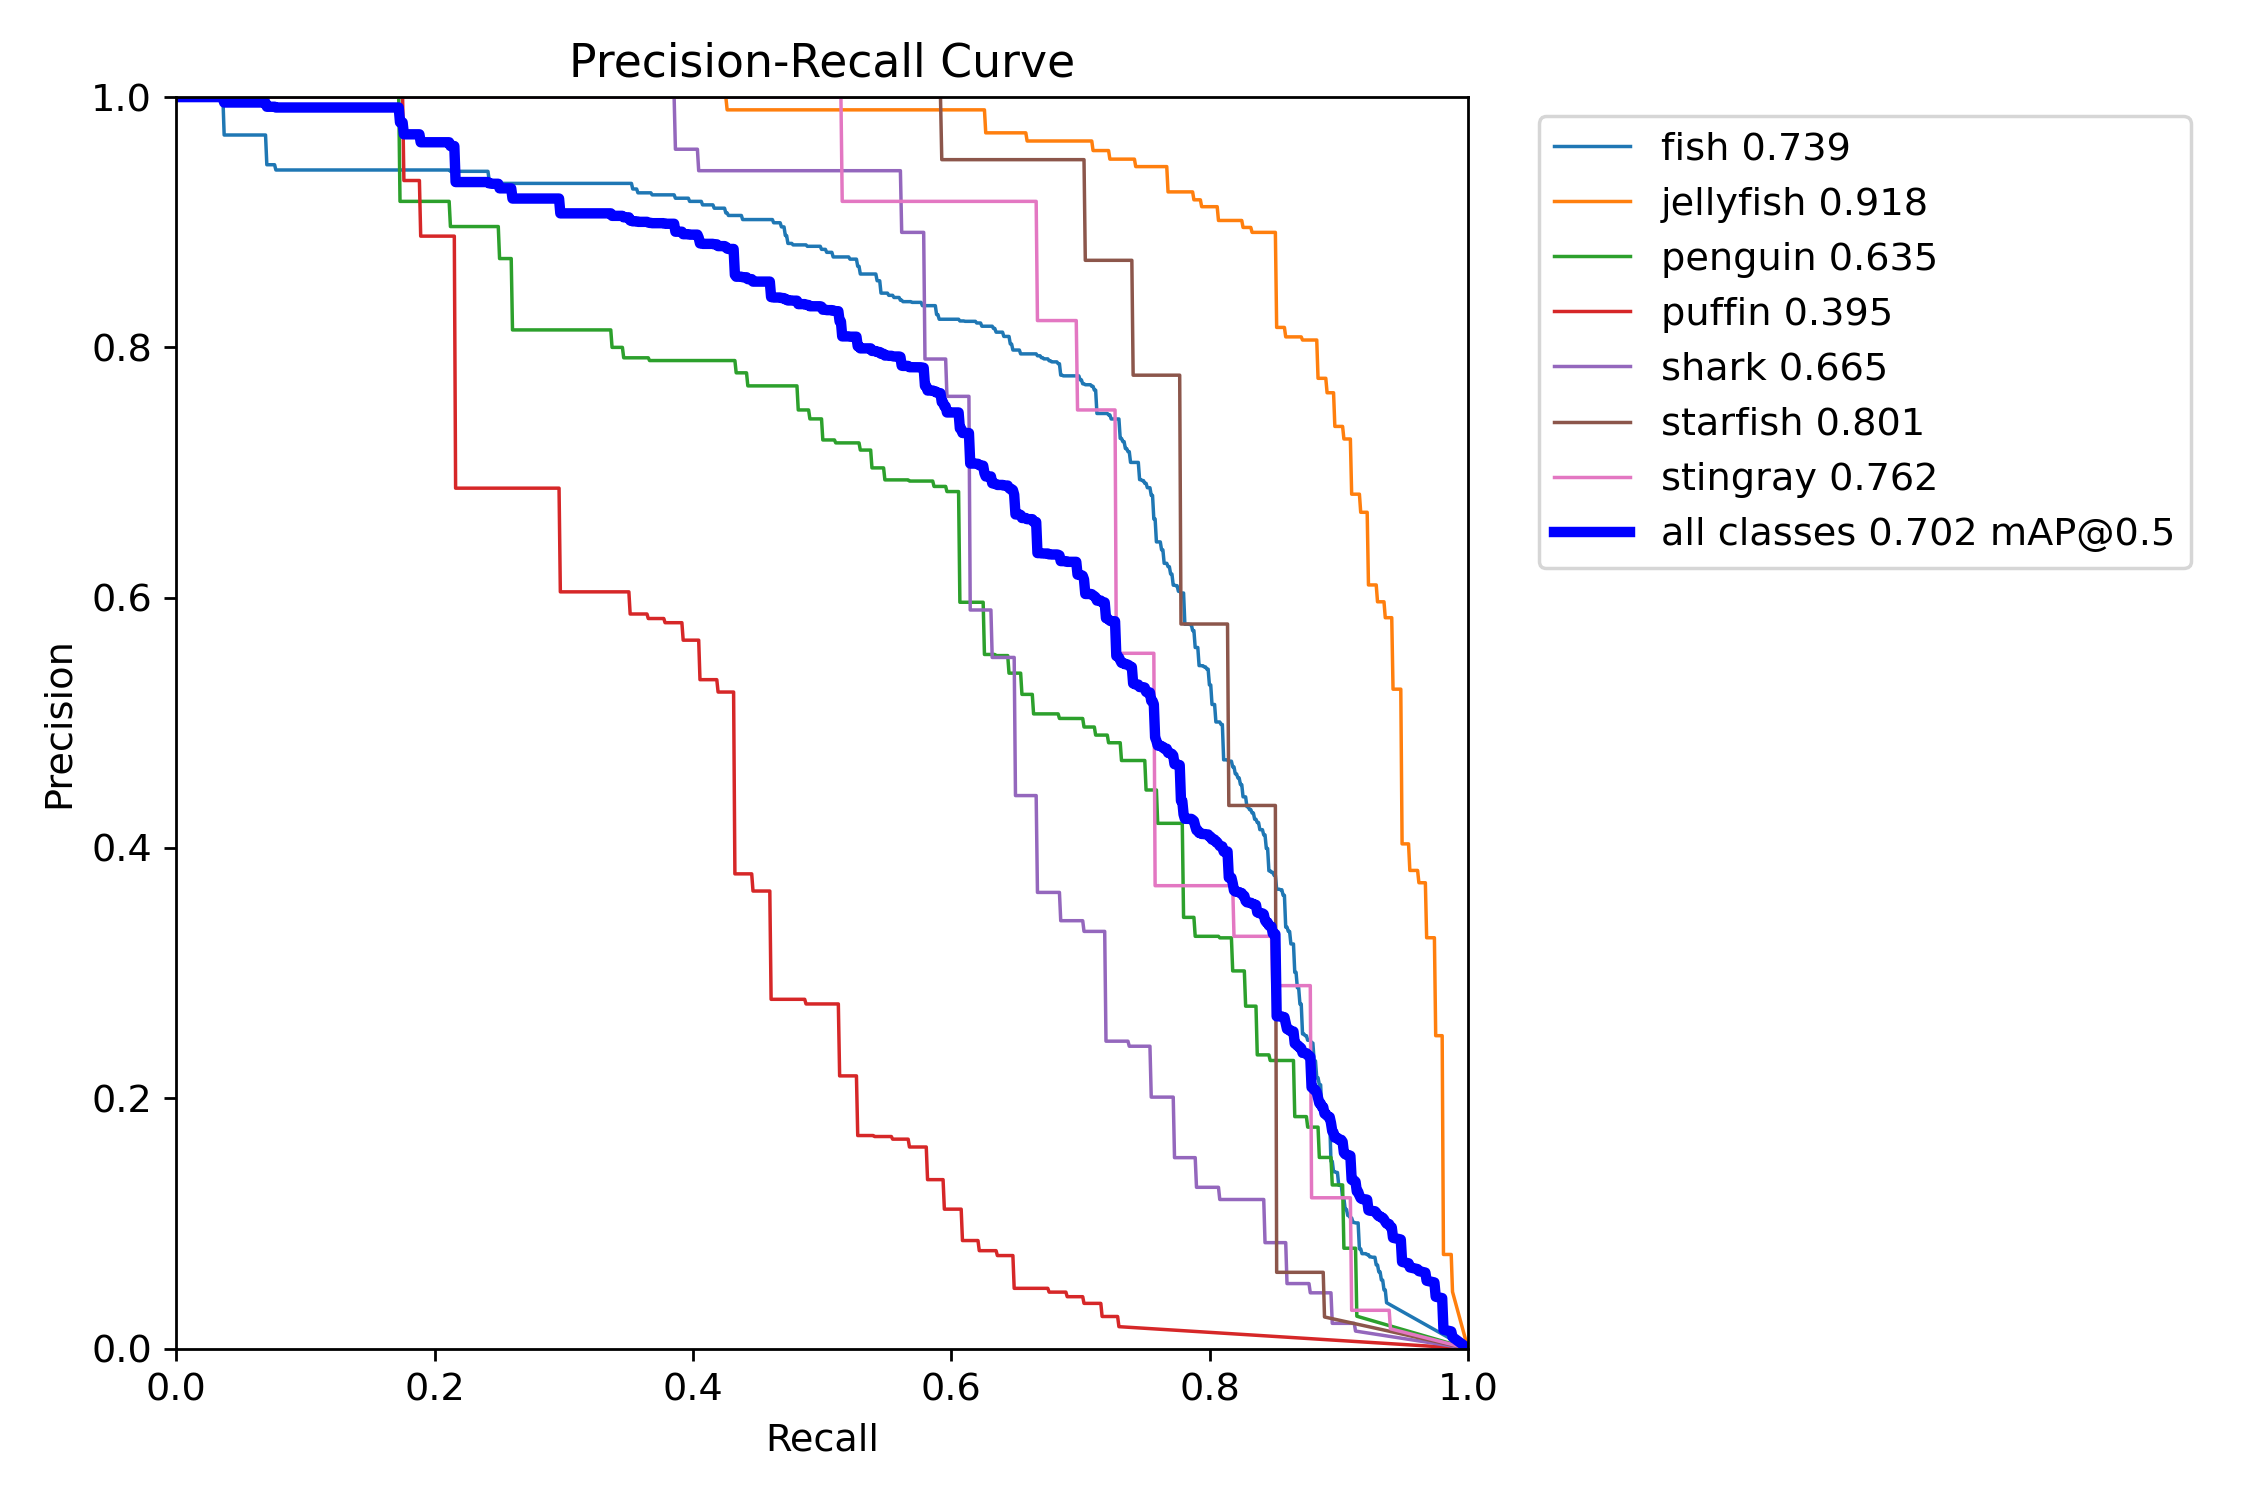 Precision-Recall Curve
1.0
0.8
0.6
0.4
0.2
0.0
Precision
0.0 0.2 0.4 0.6 0.8 1.0
Recall
fish 0.739
jellyfish 0.918
penguin 0.635
puffin 0.395
shark 0.665
starfish 0.801
stingray 0.762
all classes 0.702 mAP@0.5